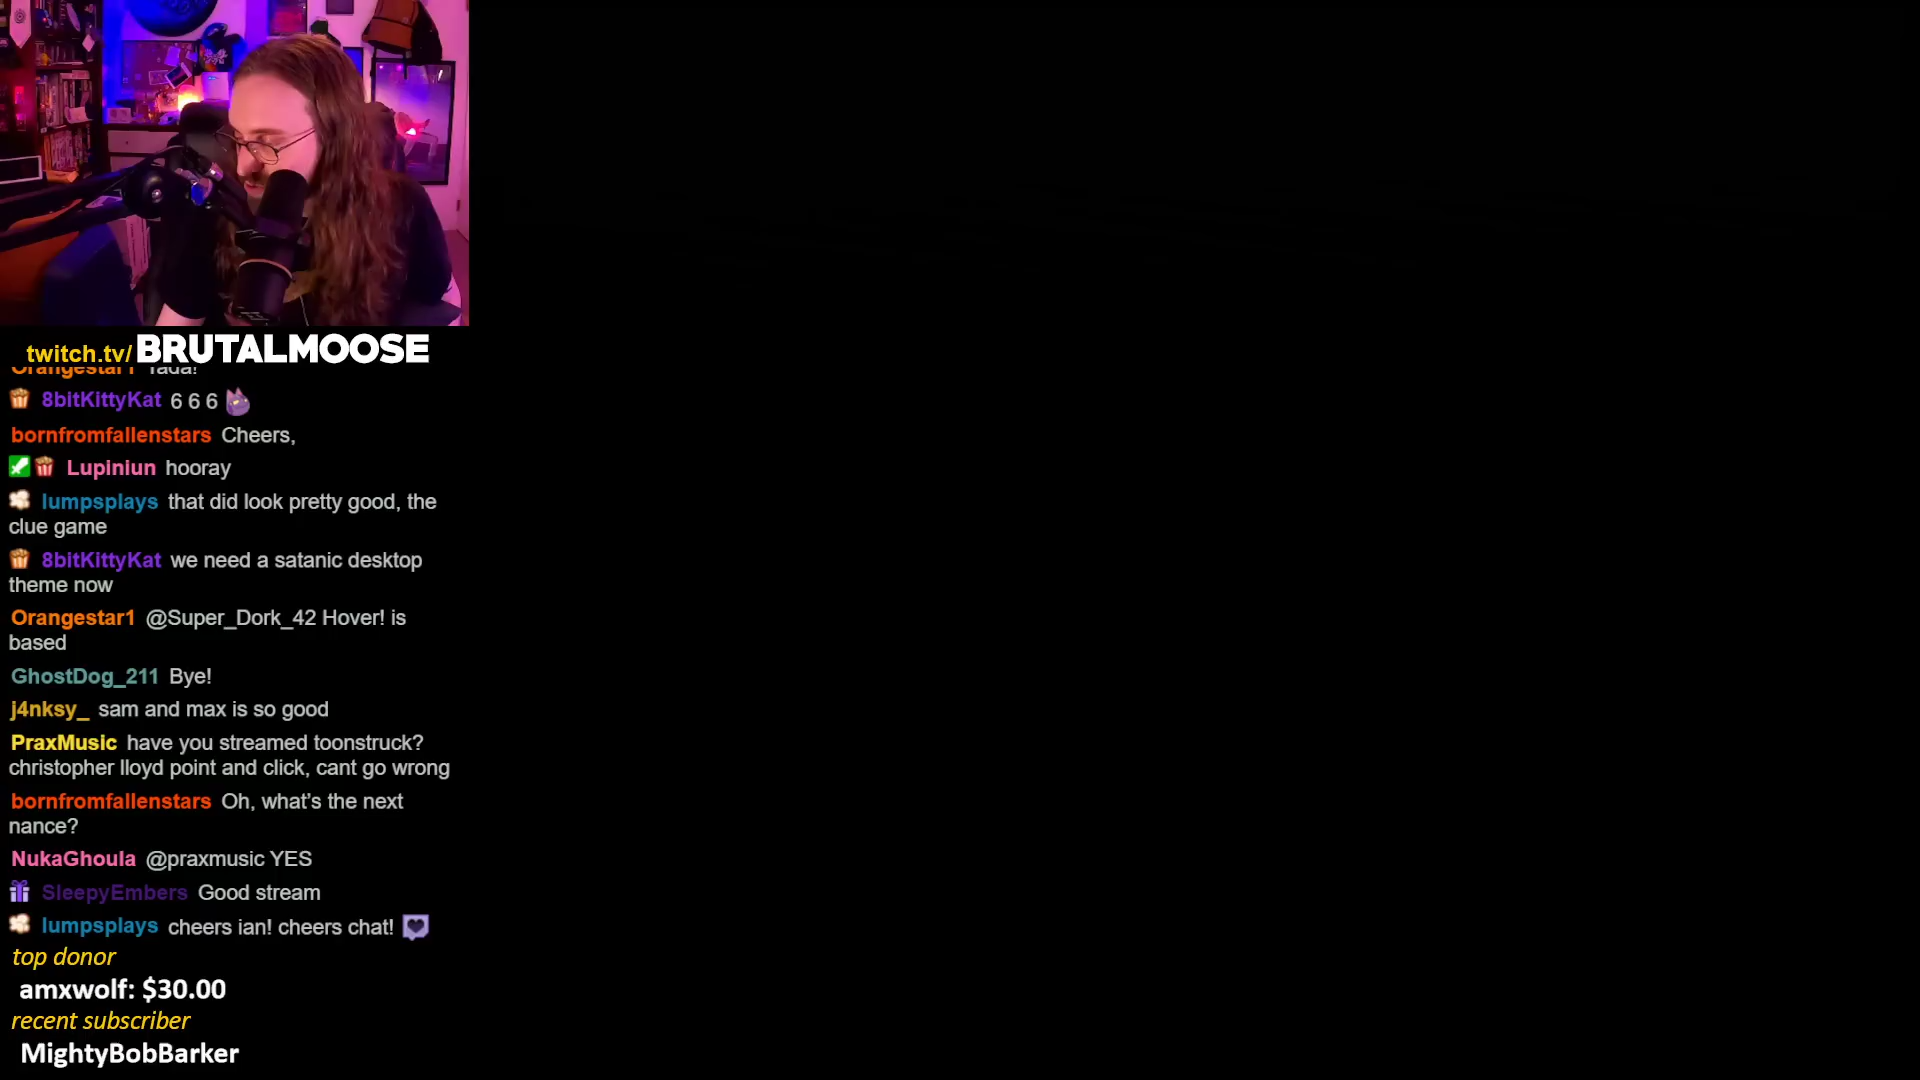 twitch.tv/BRUTALMOOSE
Orangestar1 Tada!
8bitKittyKat 6 6 6
bornfromfallenstars Cheers,
Lupiniun hooray
lumpsplays that did look pretty good, the
clue game
8bitKittyKat we need a satanic desktop
theme now
Orangestar1 @Super_Dork_42 Hover! is
based
GhostDog_211 Bye!
j4nksy_ sam and max is so good
PraxMusic have you streamed toonstruck?
christopher lloyd point and click, cant go wrong
bornfromfallenstars Oh, what’s the next
nance?
NukaGhoula @praxmusic YES
SleepyEmbers Good stream
lumpsplays cheers ian! cheers chat!
top donor
amxwolf: $30.00
recent subscriber
MightyBobBarker